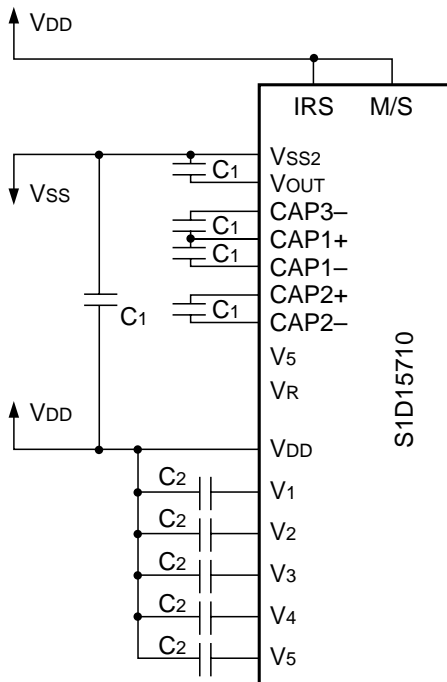 VDD
IRS M/S
VSS2
C1
VOUT
VSS
CAP3–
C1
CAP1+
C1
CAP1–
CAP2+
C1
C1
CAP2–
V5
VR
S1D15710
VDD
VDD
C2
V1
C2
V2
C2
V3
C2
V4
C2
V5